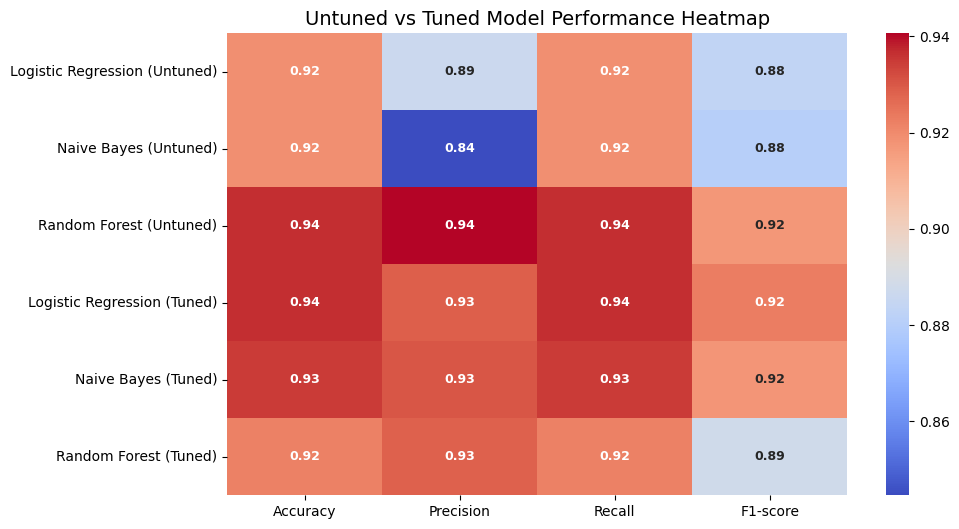 Untuned vs Tuned Model Performance Heatmap
Logistic Regression (Untuned) 0.92 0.89 0.92 0.88
Naive Bayes (Untuned) 0.92 0.84 0.92 0.88
Random Forest (Untuned) 0.94 0.94 0.94 0.92
Logistic Regression (Tuned) 0.94 0.93 0.94 0.92
Naive Bayes (Tuned) 0.93 0.93 0.93 0.92
Random Forest (Tuned) 0.92 0.93 0.92 0.89
Accuracy Precision Recall F1-score
0.94
0.92
0.90
0.88
0.86